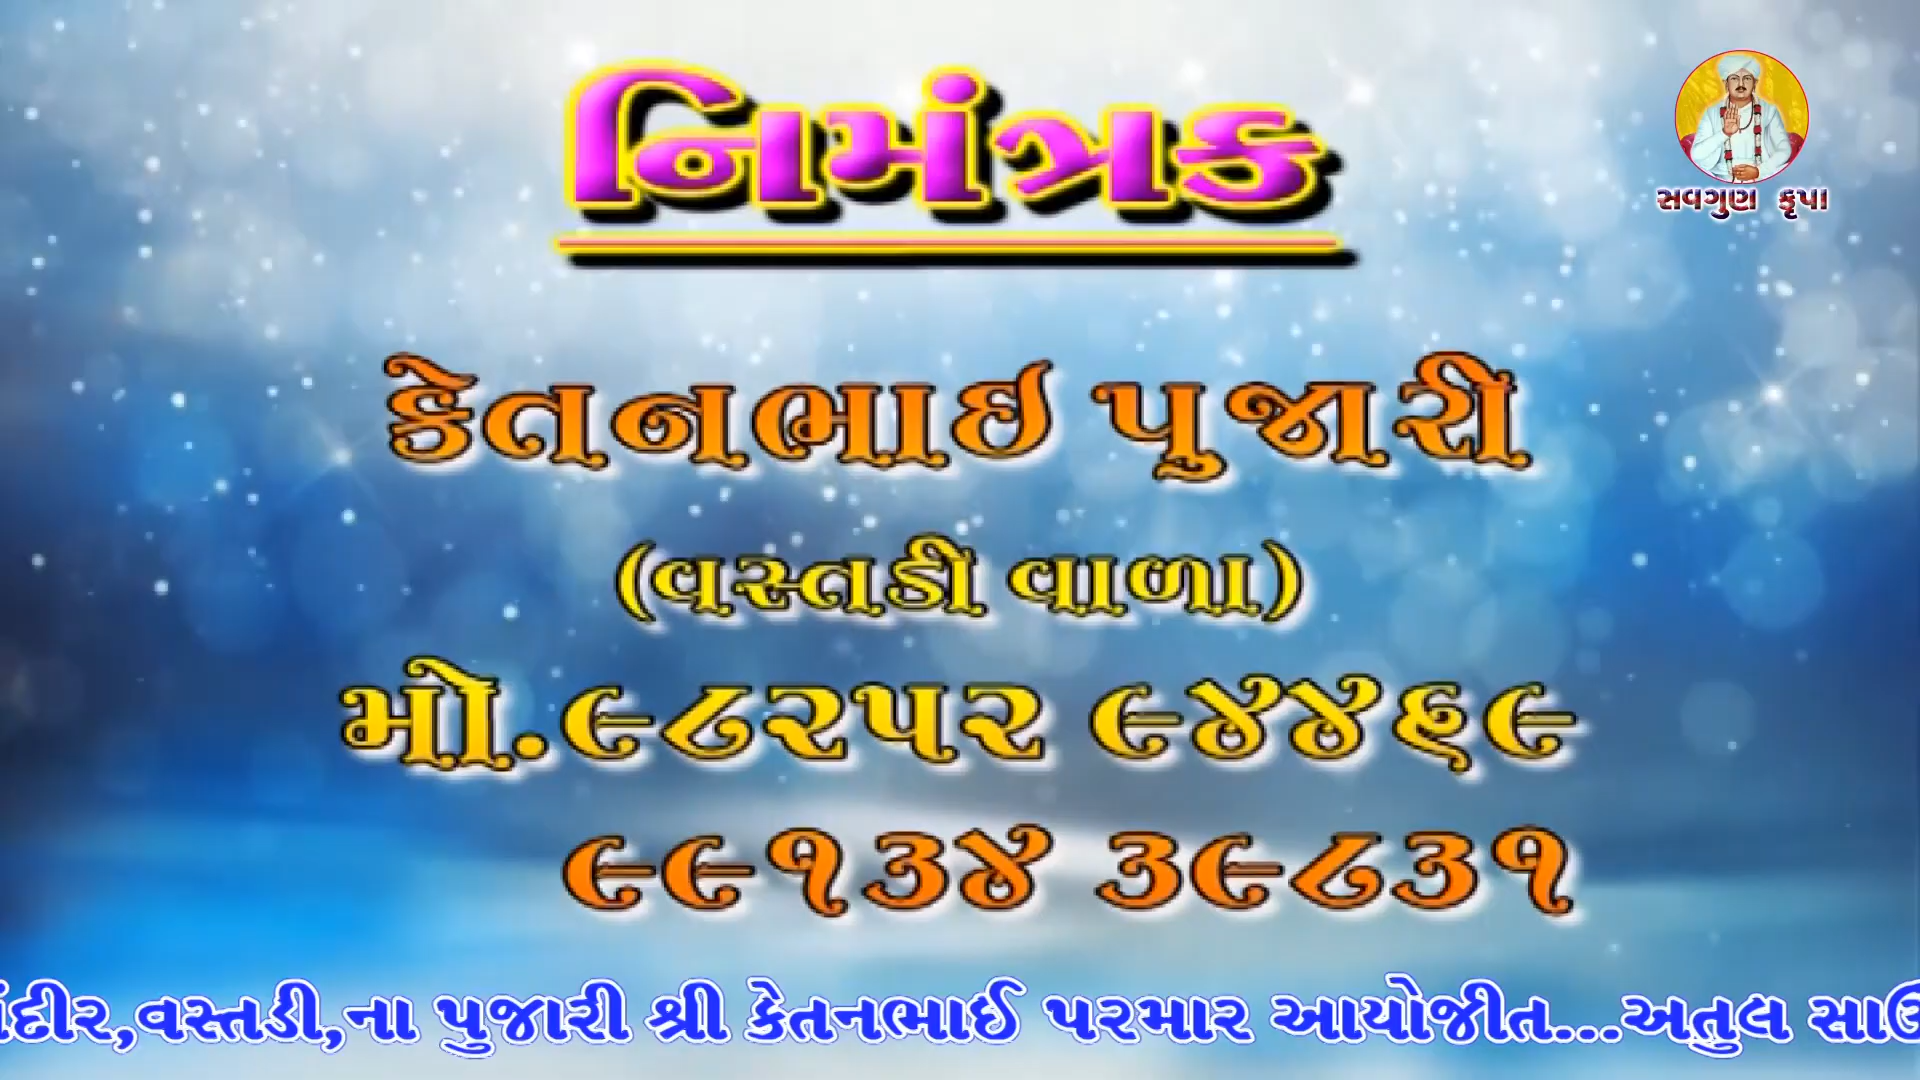 નિમંત્રક
સવગુણ કૃપા
કેતનભાઇ પુજારી
(વસ્તડી વાળા)
મો.૯૮૨૫૨ ૯૪૪૬૯
૯૯૧૩૪ ૩૯૮૩૧
વસ્તડી,ના પુજારી શ્રી કેતનભાઈ પરમાર આયોજીત...અતુલ